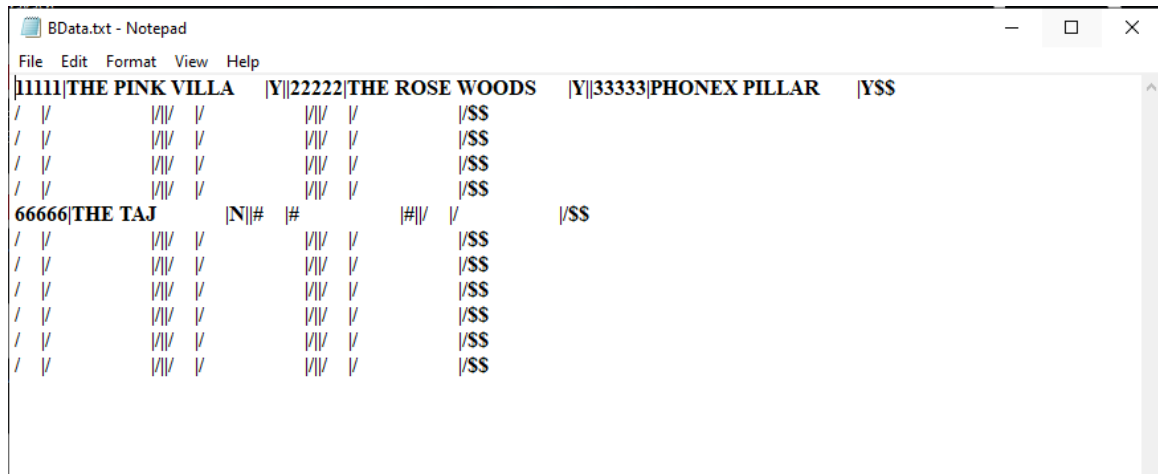 BData.txt - Notepad
File Edit Format View Help
11111|THE PINK VILLA |Y||22222|THE ROSE WOODS |Y||33333|PHONEX PILLAR |Y$$
/ |/ |/||/ |/ |/||/ |/ |/$$
/ |/ |/||/ |/ |/||/ |/ |/$$
/ |/ |/||/ |/ |/||/ |/ |/$$
/ |/ |/||/ |/ |/||/ |/ |/$$
66666|THE TAJ |N||# |# |#||/ |/ |/$$
/ |/ |/||/ |/ |/||/ |/ |/$$
/ |/ |/||/ |/ |/||/ |/ |/$$
/ |/ |/||/ |/ |/||/ |/ |/$$
/ |/ |/||/ |/ |/||/ |/ |/$$
/ |/ |/||/ |/ |/||/ |/ |/$$
/ |/ |/||/ |/ |/||/ |/ |/$$